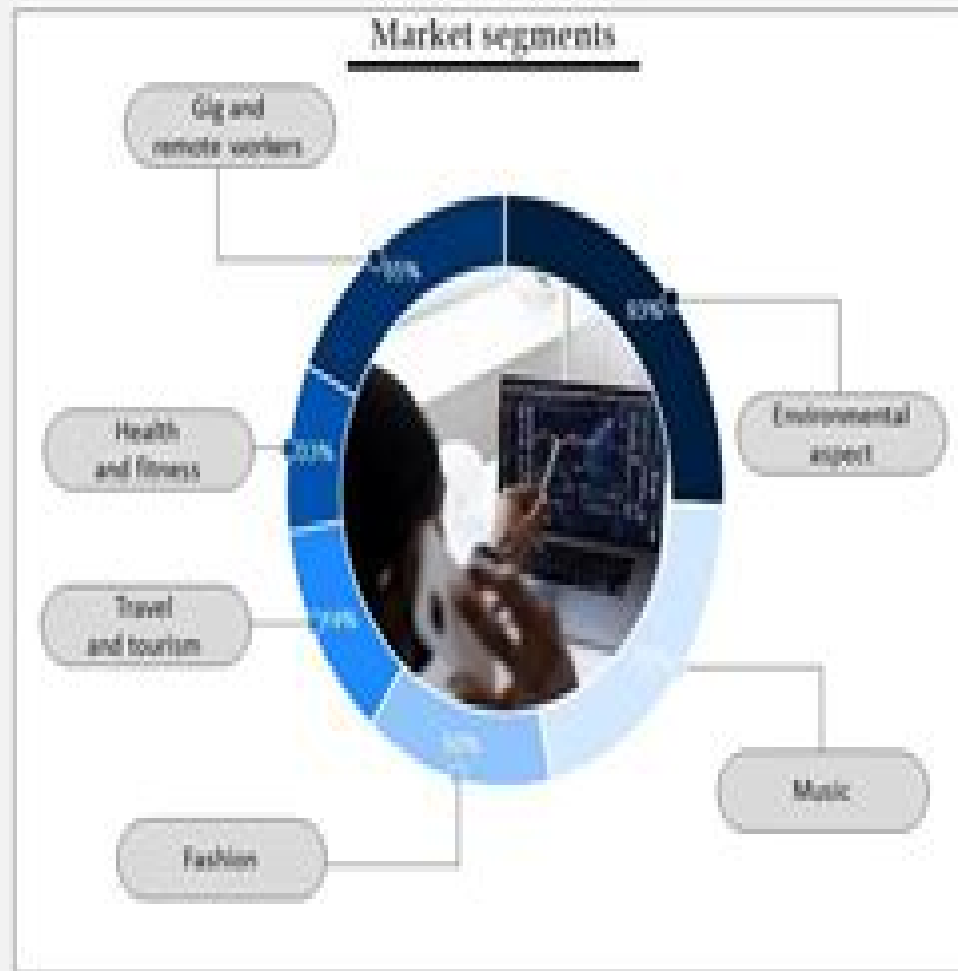 Market segments
Gig and
remote workers
Environmental
aspect
Health
and fitness
Travel
and tourism
Music
Fashion